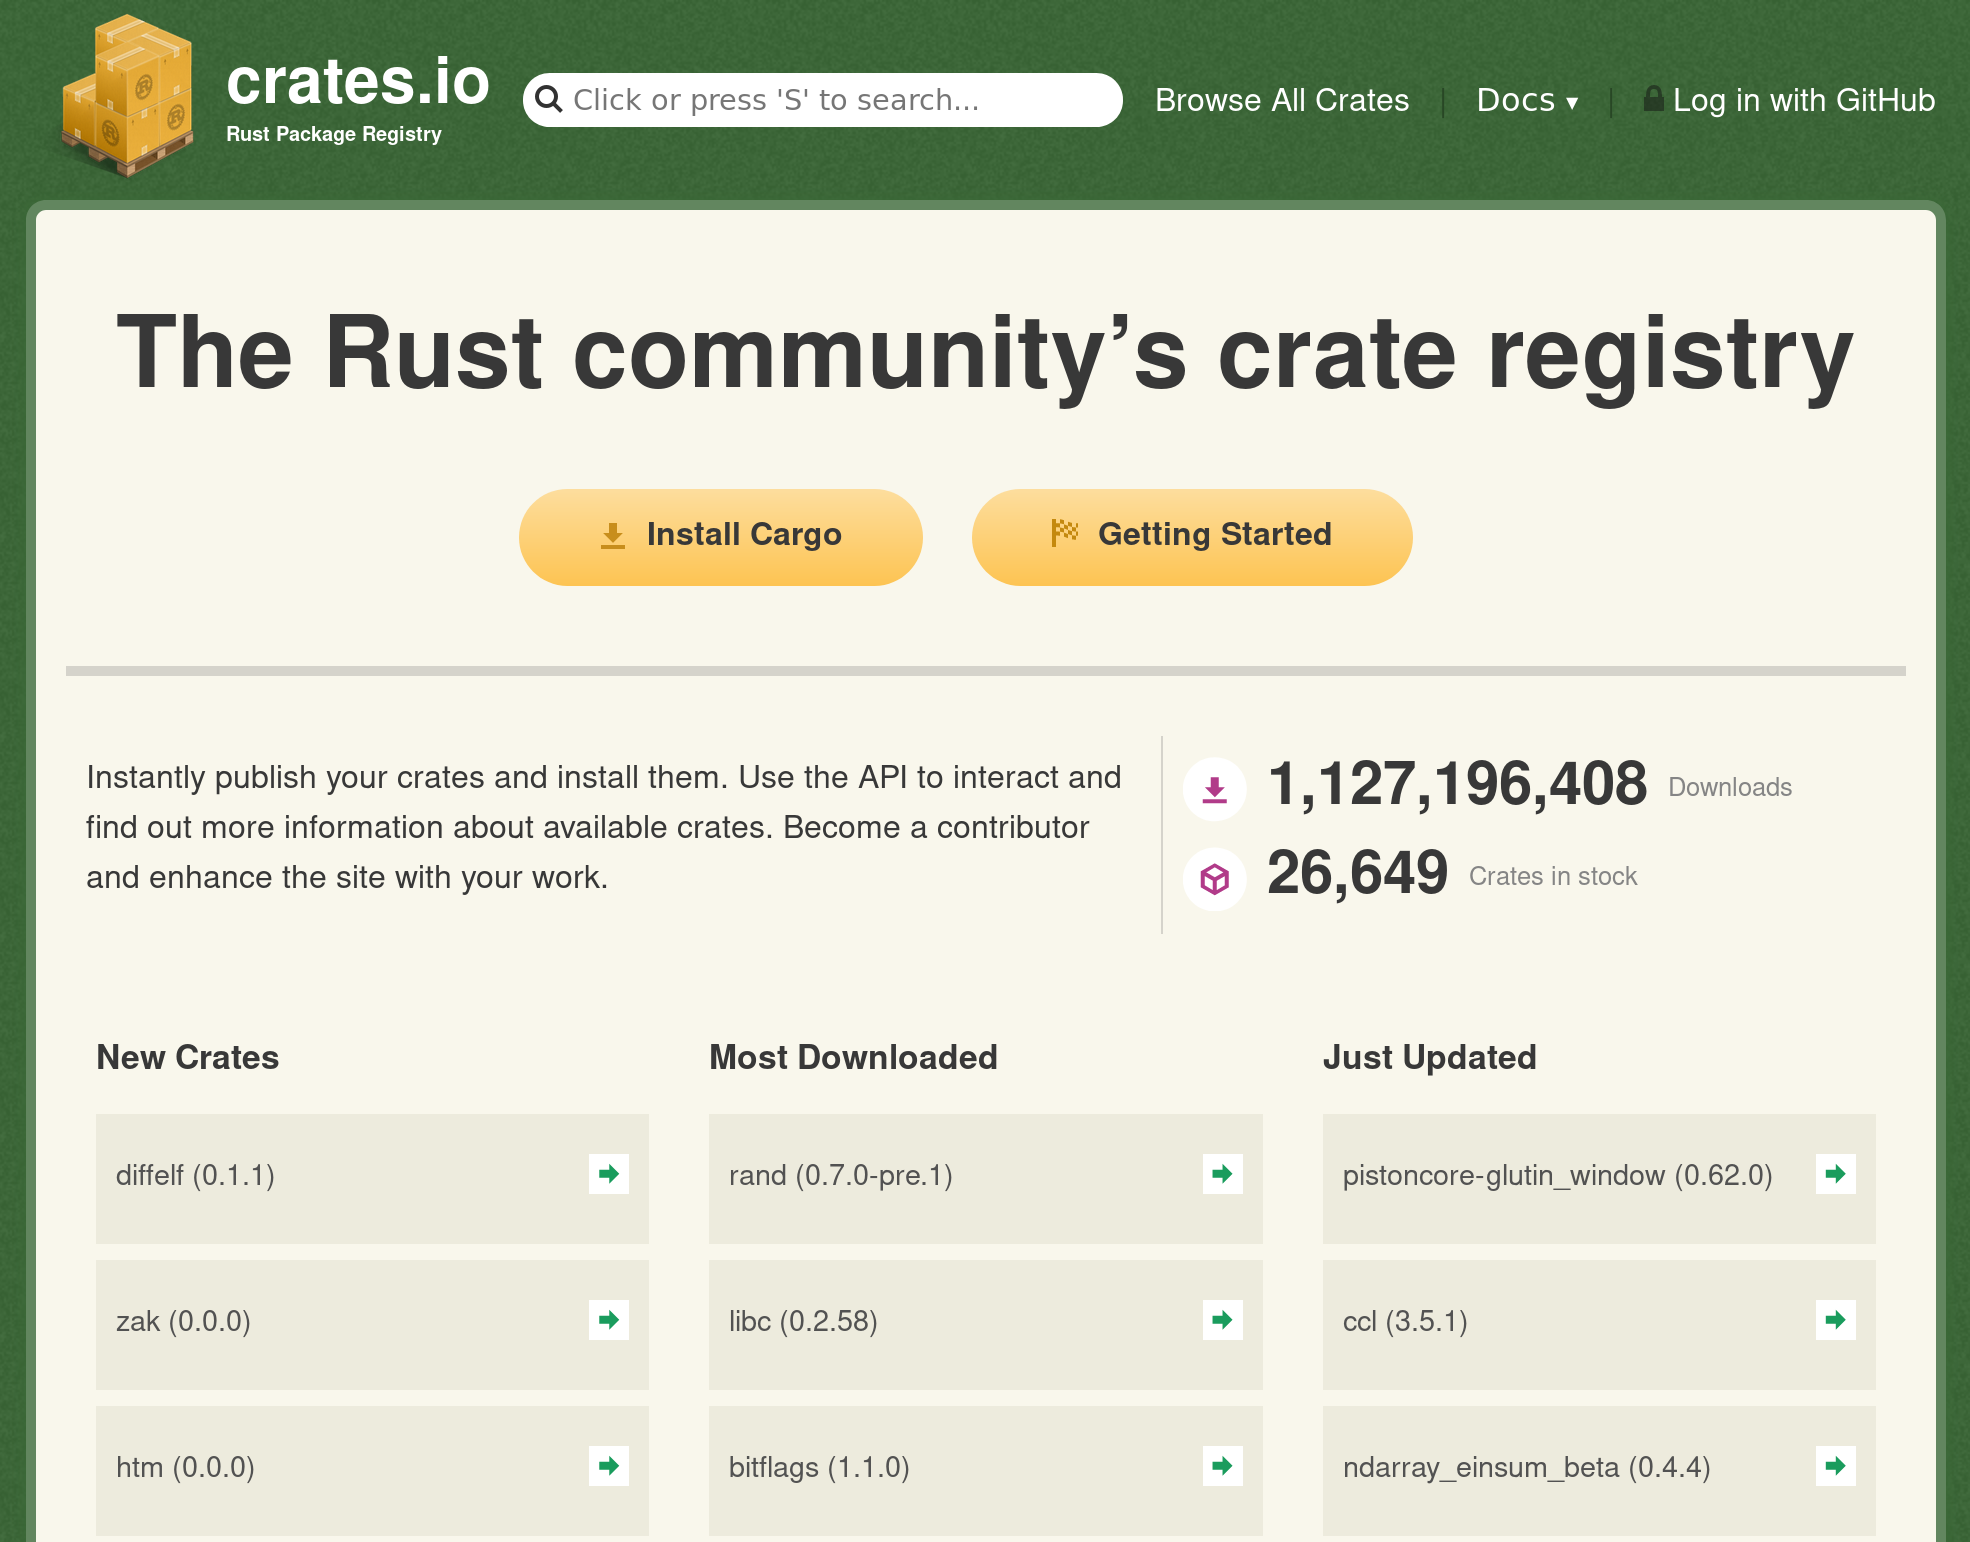 crates.io
Rust Package Registry
Click or press 'S' to search...
Browse All Crates
Docs ▾
Log in with GitHub
The Rust community’s crate registry
Install Cargo
Getting Started
Instantly publish your crates and install them. Use the API to interact and
find out more information about available crates. Become a contributor
and enhance the site with your work.
1,127,196,408 Downloads
26,649 Crates in stock
New Crates
diffelf (0.1.1)
zak (0.0.0)
htm (0.0.0)
Most Downloaded
rand (0.7.0-pre.1)
libc (0.2.58)
bitflags (1.1.0)
Just Updated
pistoncore-glutin_window (0.62.0)
ccl (3.5.1)
ndarray_einsum_beta (0.4.4)